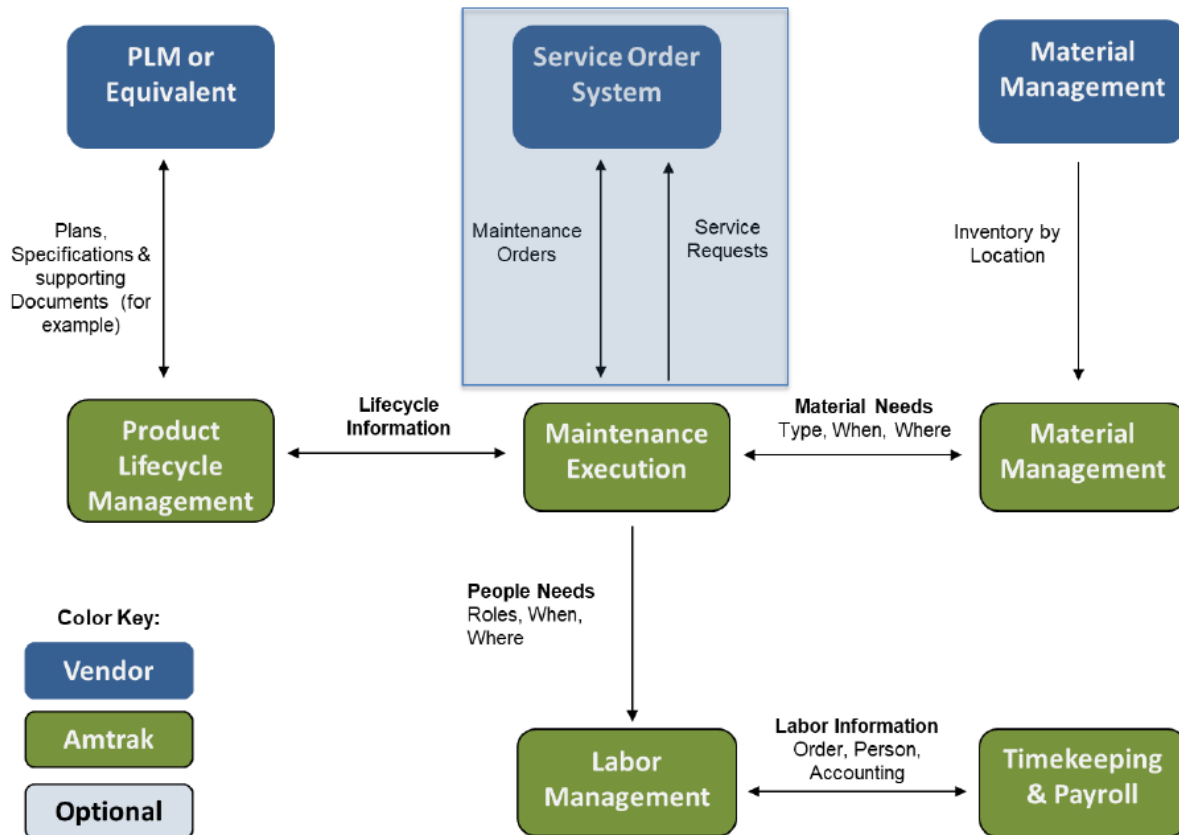 PLM or
Equivalent
Service Order
System
Material
Management
Plans,
Specifications &
supporting
Documents (for
example)
Maintenance
Orders
Service
Requests
Inventory by
Location
Product
Lifecycle
Management
Lifecycle
Information
Maintenance
Execution
Material Needs
Type, When, Where
Material
Management
People Needs
Roles, When,
Where
Color Key:
Vendor
Amtrak
Optional
Labor
Management
Labor Information
Order, Person,
Accounting
Timekeeping
& Payroll